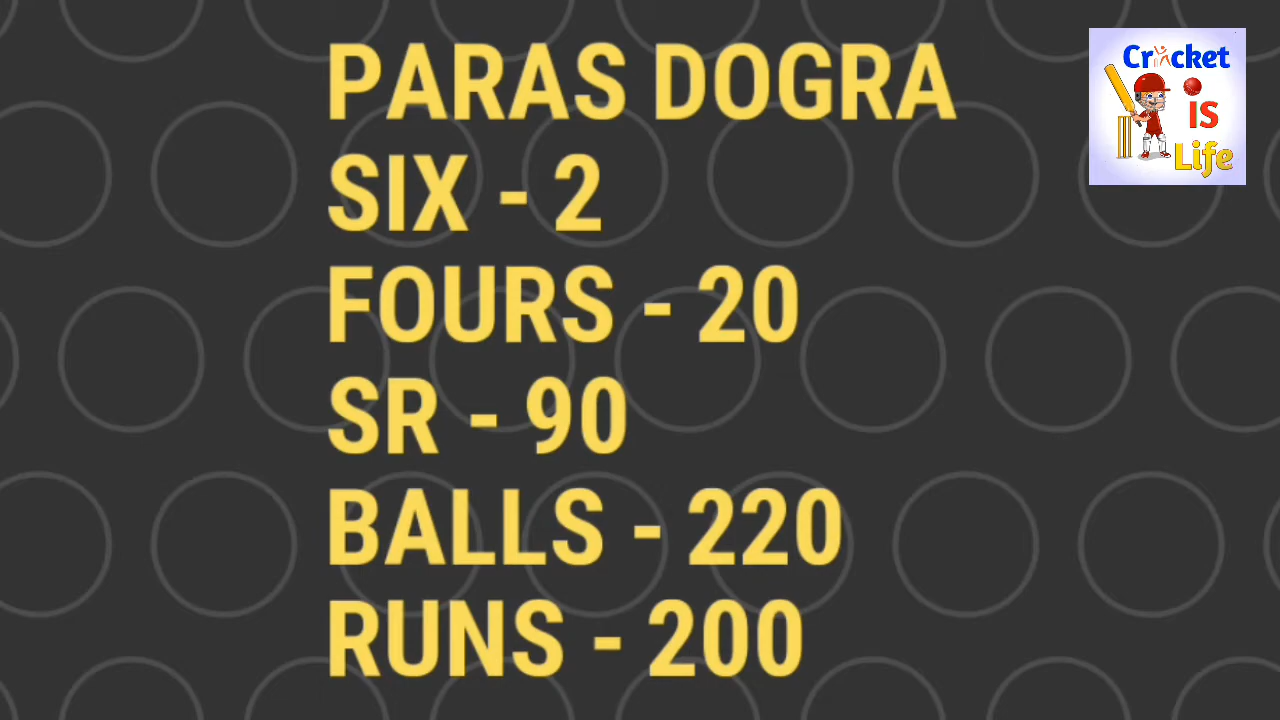 PARAS DOGRA
SIX - 2
FOURS - 20
SR - 90
BALLS - 220
RUNS - 200
Cricket
IS
Life